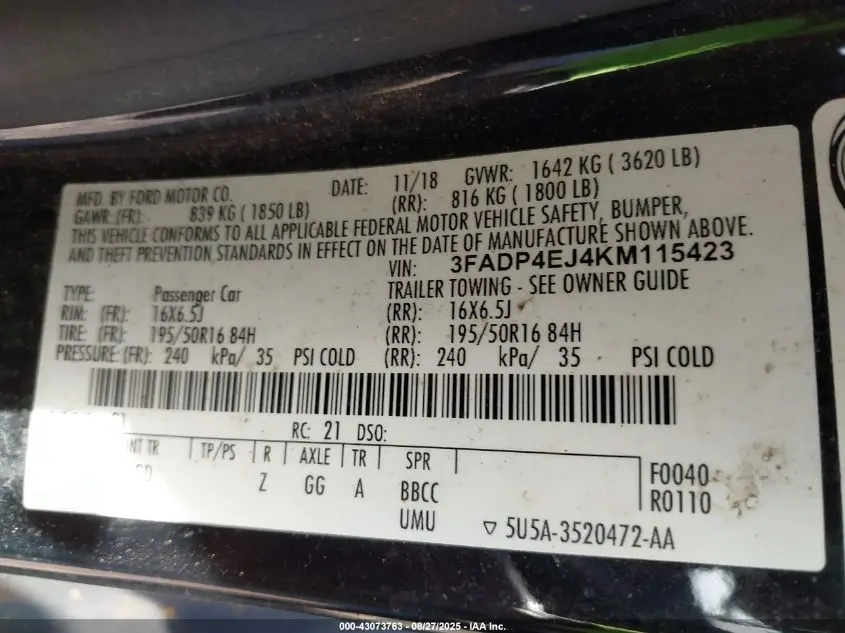 MFD. BY FORD MOTOR CO. DATE: 11/18 GVWR: 1642 KG ( 3620 LB)
GAWR: (FR): 839 KG ( 1850 LB) (RR): 816 KG ( 1800 LB)
THIS VEHICLE CONFORMS TO ALL APPLICABLE FEDERAL MOTOR VEHICLE SAFETY, BUMPER,
AND THEFT PREVENTION STANDARDS IN EFFECT ON THE DATE OF MANUFACTURE SHOWN ABOVE.
VIN: 3FADP4EJ4KM115423
TYPE: Passenger Car TRAILER TOWING - SEE OWNER GUIDE
RIM: (FR): 16X6.5J (RR): 16X6.5J
TIRE: (FR): 195/50R16 84H (RR): 195/50R16 84H
PRESSURE: (FR): 240 kPa/ 35 PSI COLD (RR): 240 kPa/ 35 PSI COLD
RC: 21 DSO:
INT TR TP/PS R AXLE TR SPR F0040
Z GG A BBCC R0110
UMU ▽ 5U5A-3520472-AA
000-43073763 - 08/27/2025 - IAA Inc.